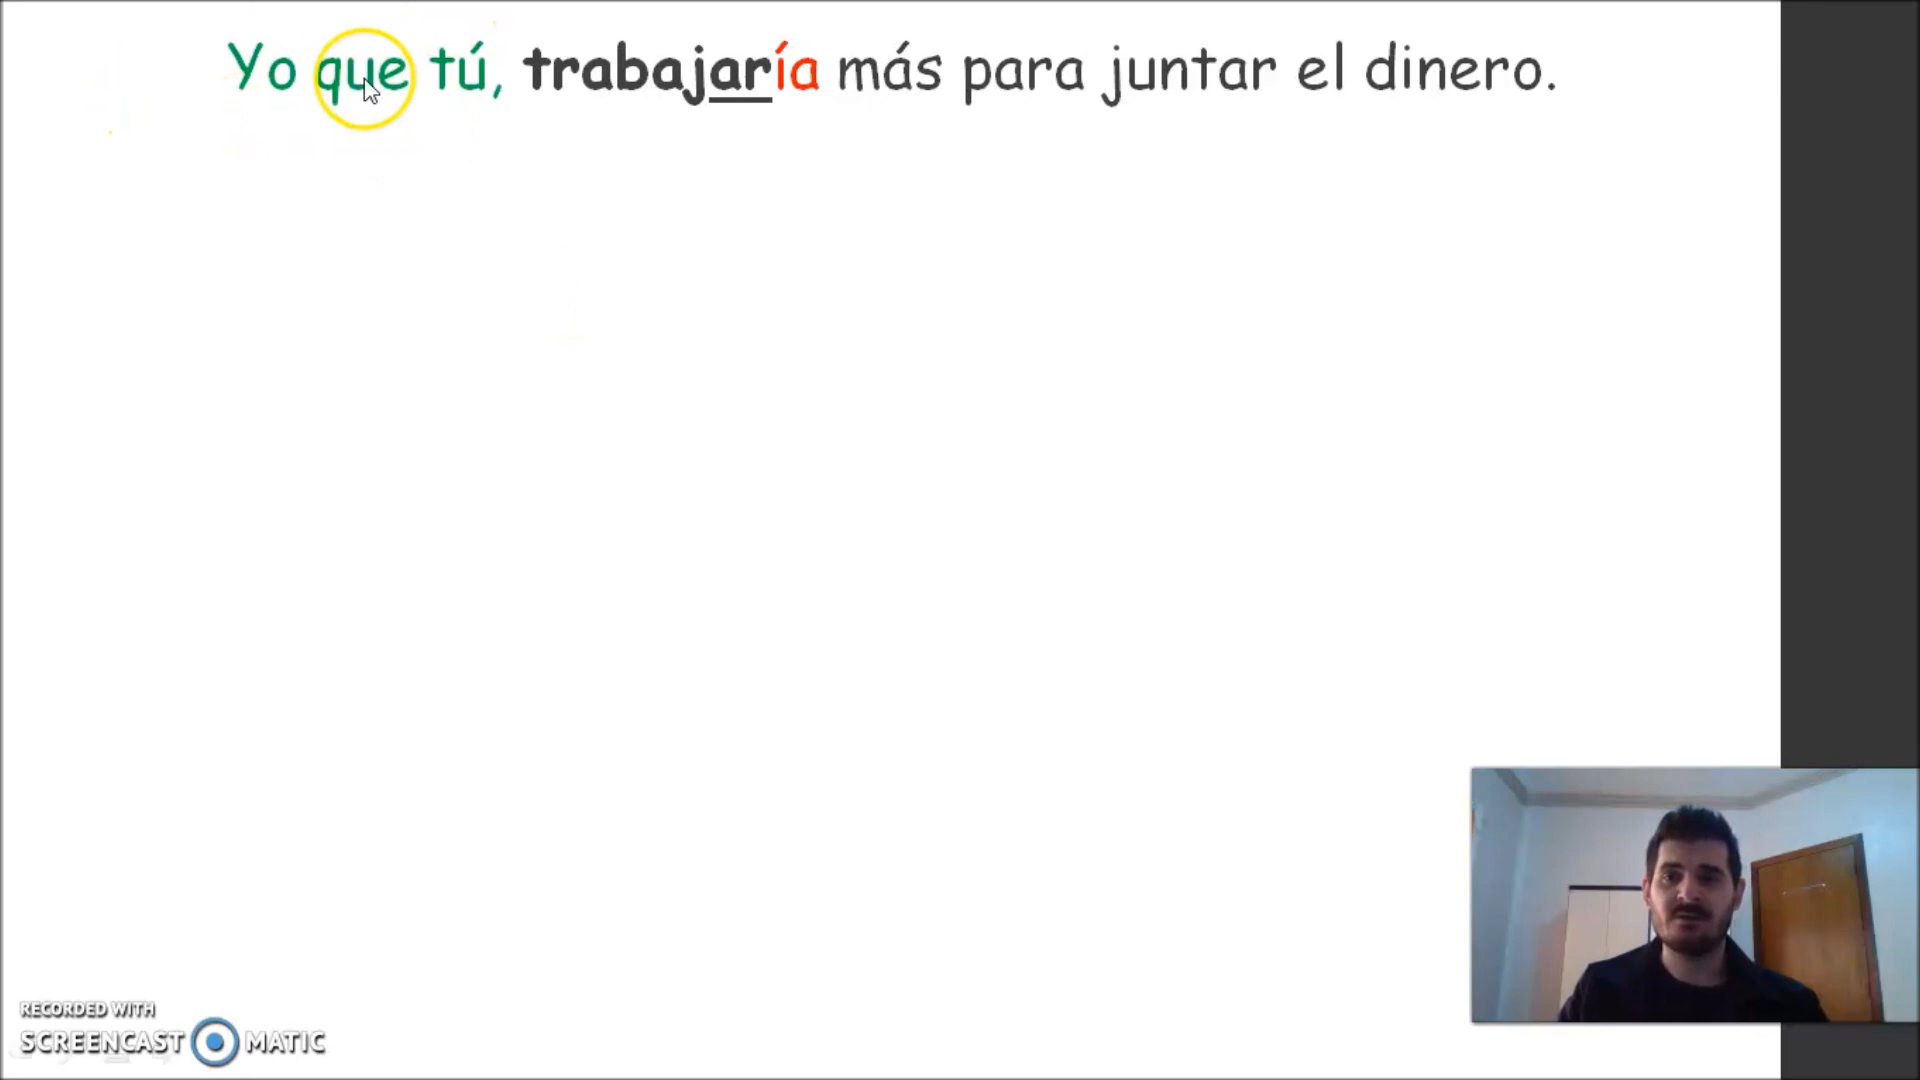 Yo que tú, trabajaría más para juntar el dinero.
RECORDED WITH
SCREENCAST MATIC